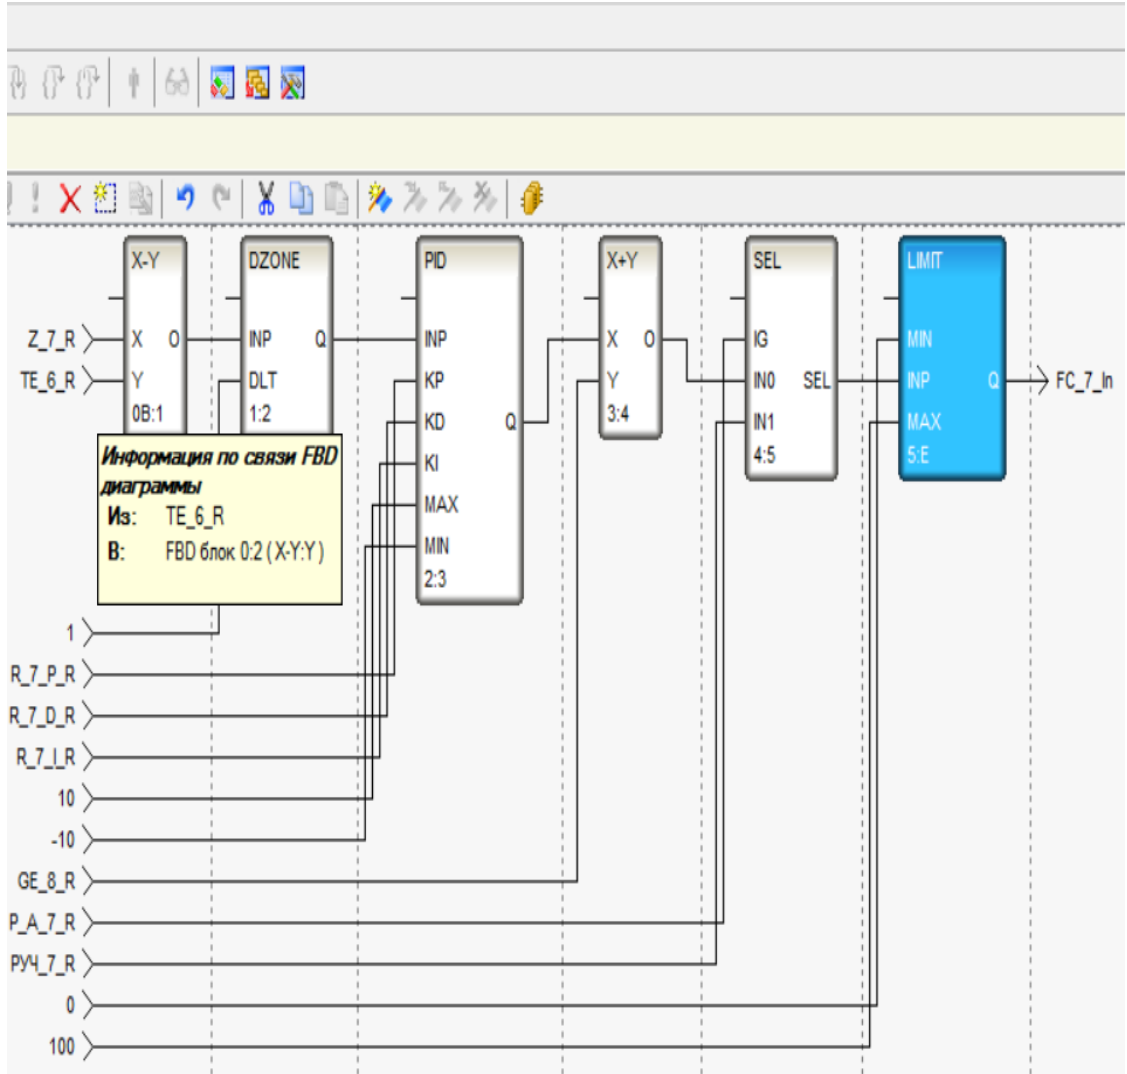 X-Y
DZONE
PID
X+Y
SEL
LIMIT
Z_7_R
X O
INP Q
INP
X O
IG
MIN
TE_6_R
Y
DLT
KP
Y
IN0 SEL
INP Q
FC_7_In
0B:1
1:2
KD Q
3:4
IN1
MAX
Информация по связи FBD
диаграммы
KI
4:5
5:E
Из: TE_6_R
MAX
В: FBD блок 0:2 ( X-Y:Y )
MIN
2:3
1
R_7_P_R
R_7_D_R
R_7_I_R
10
-10
GE_8_R
P_A_7_R
РУЧ_7_R
0
100